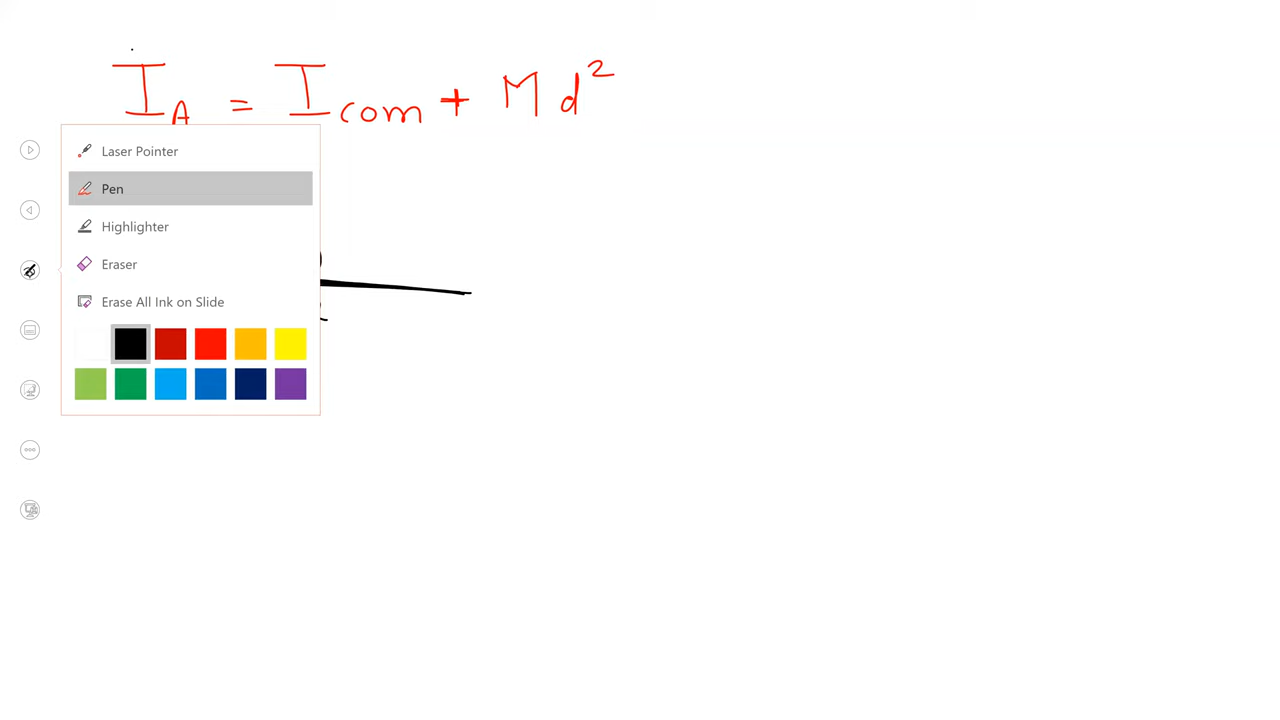 I_A = I_com + Md²
Laser Pointer
Pen
Highlighter
Eraser
Erase All Ink on Slide